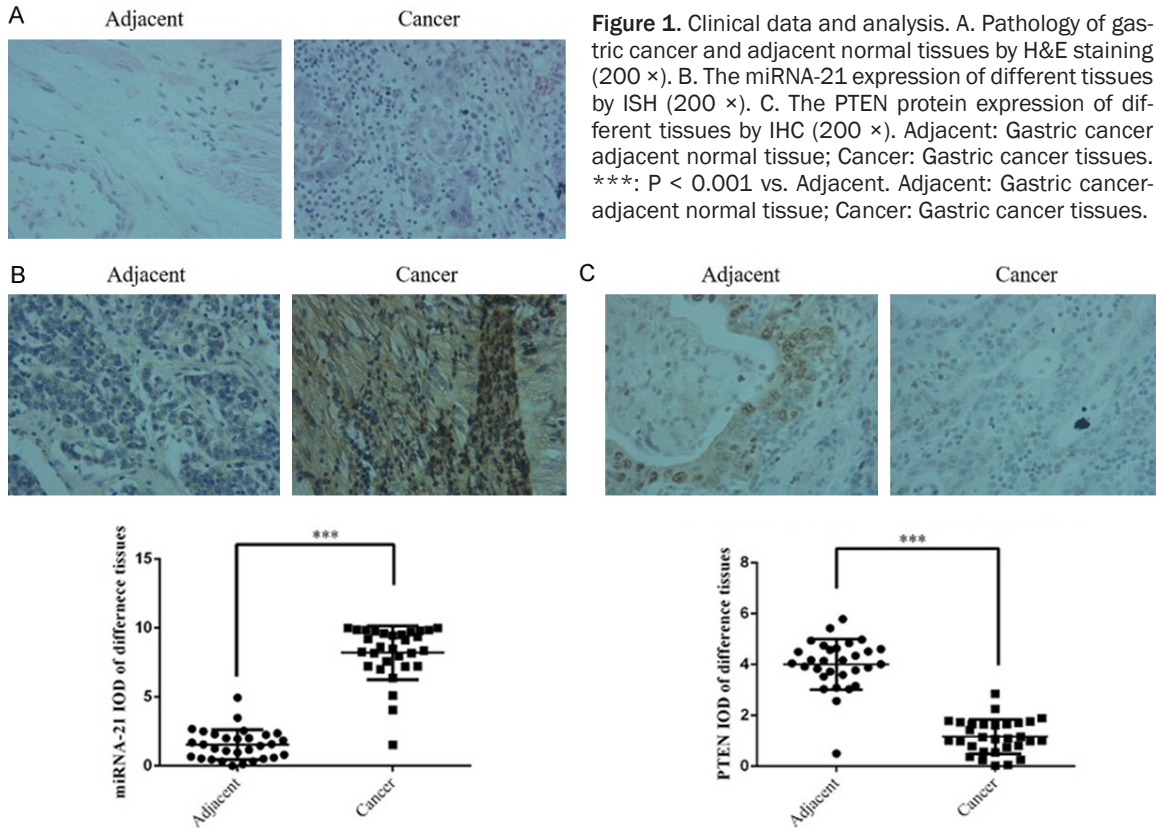 A
Adjacent
Cancer
Figure 1. Clinical data and analysis. A. Pathology of gas-
tric cancer and adjacent normal tissues by H&E staining
(200 ×). B. The miRNA-21 expression of different tissues
by ISH (200 ×). C. The PTEN protein expression of dif-
ferent tissues by IHC (200 ×). Adjacent: Gastric cancer
adjacent normal tissue; Cancer: Gastric cancer tissues.
***: P < 0.001 vs. Adjacent. Adjacent: Gastric cancer-
adjacent normal tissue; Cancer: Gastric cancer tissues.
B
Adjacent
Cancer
C
Adjacent
Cancer
miRNA-21 IOD of differnece tissues
15
10
5
0
***
Adjacent
Cancer
PTEN IOD of difference tissues
8
6
4
2
0
***
Adjacent
Cancer